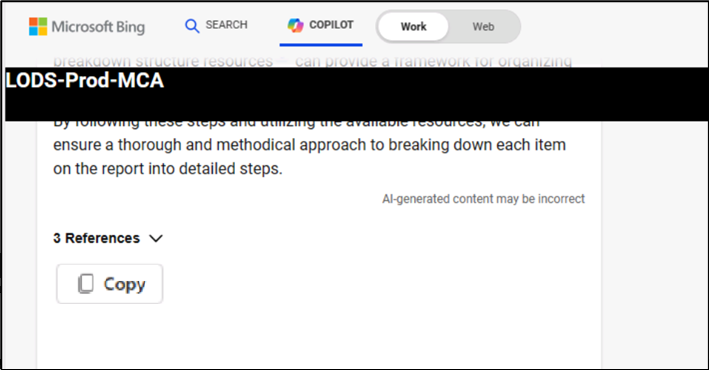 Microsoft Bing SEARCH COPILOT Work Web
breakdown structure resources can provide a framework for organizing
LODS-Prod-MCA
By following these steps and utilizing the available resources, we can
ensure a thorough and methodical approach to breaking down each item
on the report into detailed steps.
AI-generated content may be incorrect
3 References
Copy